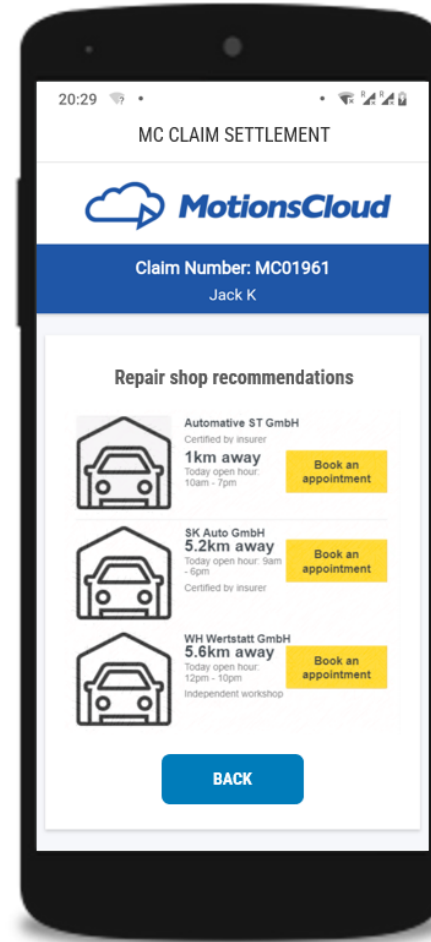 20:29
R R
MC CLAIM SETTLEMENT
MotionsCloud
Claim Number: MC01961
Jack K
Repair shop recommendations
Automative ST GmbH
Certified by insurer
1km away
Today open hour:
10am - 7pm
Book an
appointment
SK Auto GmbH
5.2km away
Today open hour: 9am
- 6pm
Certified by insurer
Book an
appointment
WH Wertstatt GmbH
5.6km away
Today open hour:
12pm - 10pm
Independent workshop
Book an
appointment
BACK